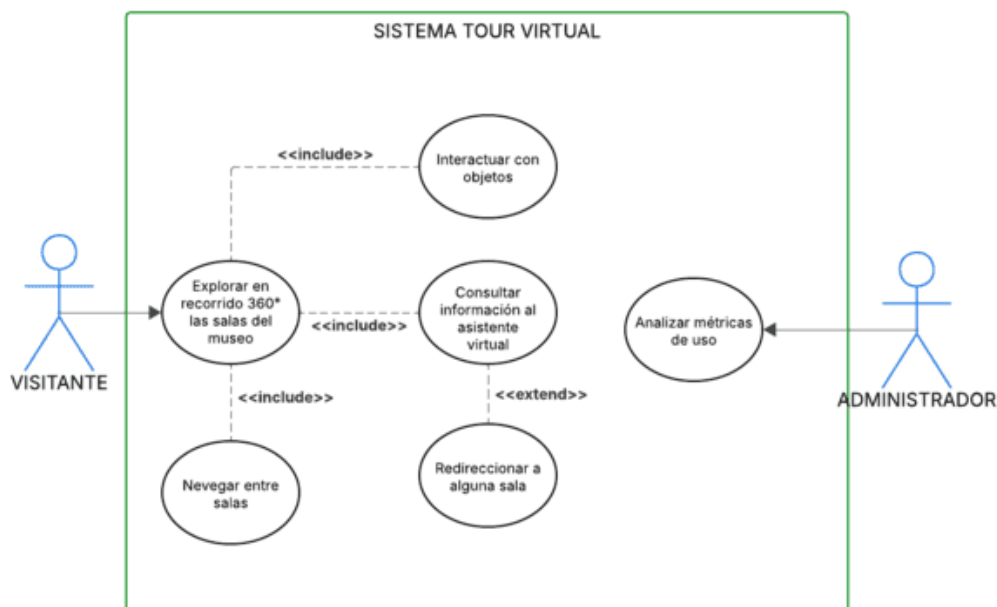 SISTEMA TOUR VIRTUAL
<<include>>
Interactuar con
objetos
Explorar en
recorrido 360*
las salas del
museo
<<include>>
Consultar
información al
asistente
virtual
Analizar métricas
de uso
VISITANTE
ADMINISTRADOR
<<include>>
<<extend>>
Nevegar entre
salas
Redireccionar a
alguna sala